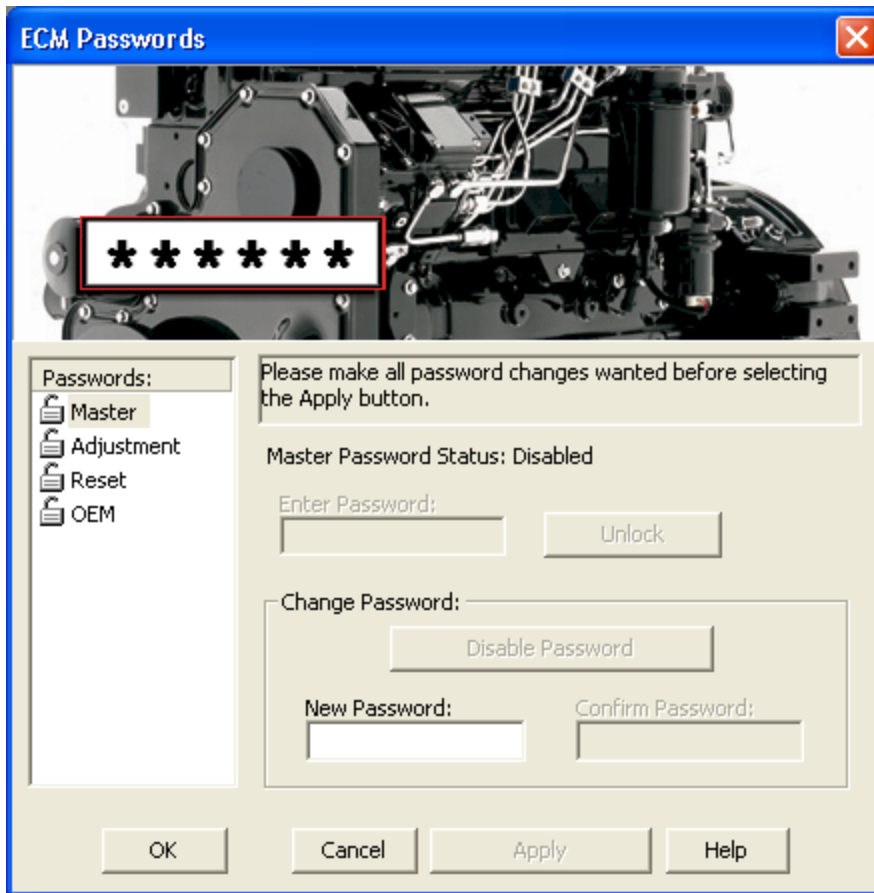 ECM Passwords
******
Passwords:
Master
Adjustment
Reset
OEM
Please make all password changes wanted before selecting
the Apply button.
Master Password Status: Disabled
Enter Password:
Unlock
Change Password:
Disable Password
New Password:
Confirm Password:
OK
Cancel
Apply
Help